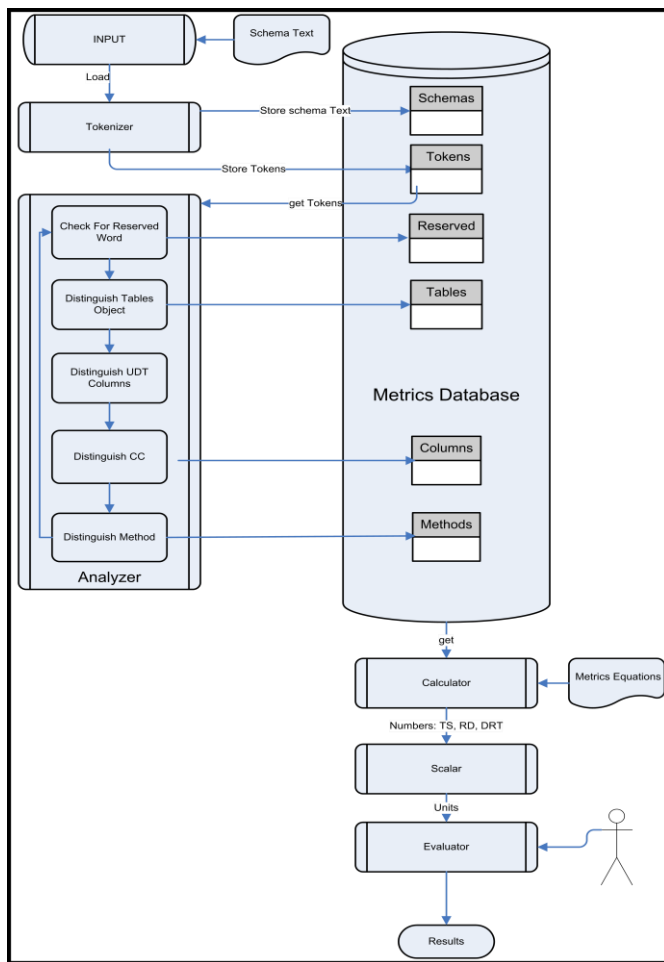 INPUT
Schema Text
Load
Tokenizer
Store schema Text
Schemas
Store Tokens
Tokens
get Tokens
Check For Reserved
Word
Reserved
Distinguish Tables
Object
Tables
Distinguish UDT
Columns
Metrics Database
Distinguish CC
Columns
Distinguish Method
Methods
Analyzer
get
Calculator
Metrics Equations
Numbers: TS, RD, DRT
Scalar
Units
Evaluator
Results